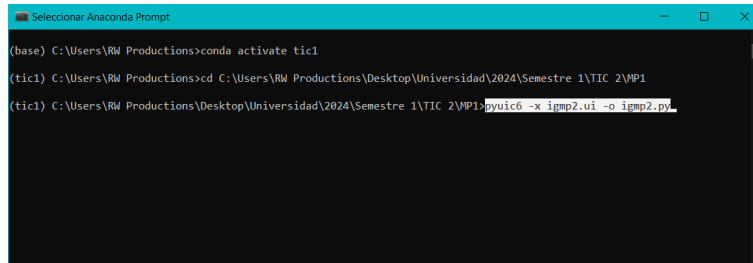 Seleccionar Anaconda Prompt
(base) C:\Users\RW Productions>conda activate tic1
(tic1) C:\Users\RW Productions>cd C:\Users\RW Productions\Desktop\Universidad\2024\Semestre 1\TIC 2\MP1
(tic1) C:\Users\RW Productions\Desktop\Universidad\2024\Semestre 1\TIC 2\MP1>pyuic6 -x igmp2.ui -o igmp2.py